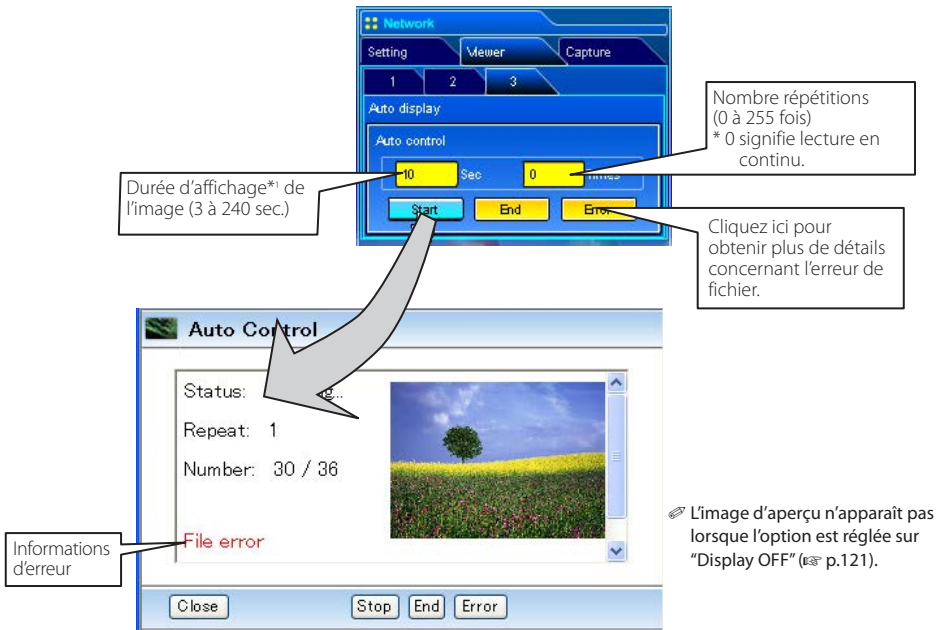 Network
Setting Viewer Capture
1 2 3
Auto display
Auto control
10 Sec 0
Start End Error
Nombre répétitions
(0 à 255 fois)
* 0 signifie lecture en
continu.
Durée d'affichage*¹ de
l'image (3 à 240 sec.)
Cliquez ici pour
obtenir plus de détails
concernant l'erreur de
fichier.
Auto Control
Status:
Repeat: 1
Number: 30 / 36
File error
Informations
d'erreur
Close Stop End Error
✐ L'image d'aperçu n'apparaît pas
lorsque l'option est réglée sur
"Display OFF" (☞ p.121).